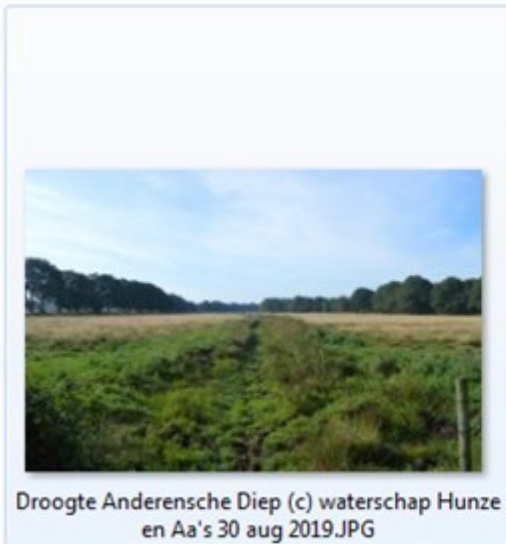 Droogte Anderensche Diep (c) waterschap Hunze
en Aa's 30 aug 2019.JPG